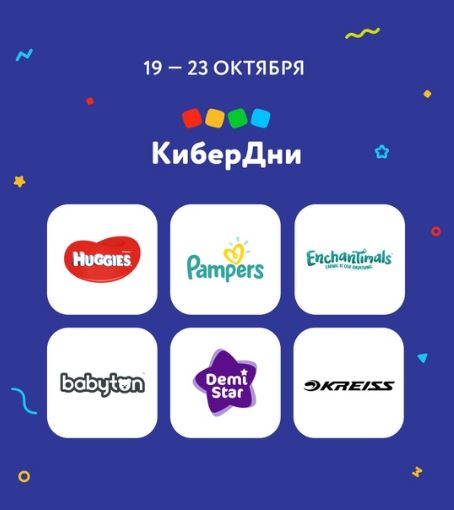 19 – 23 ОКТЯБРЯ
КиберДни
HUGGIES
Pampers
Enchantimals
babyton
Demi
Star
KREISS